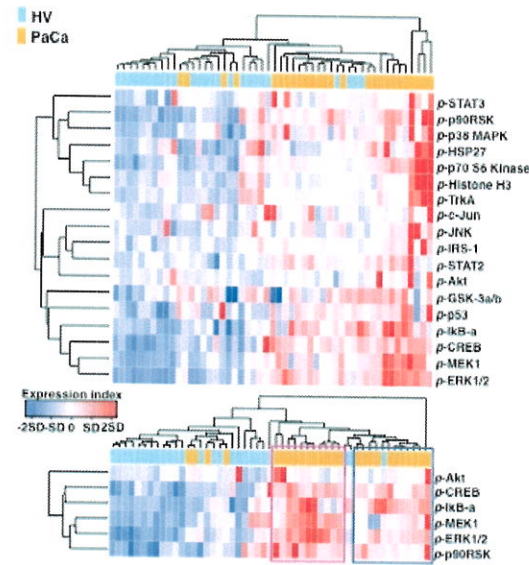 HV
PaCa
p-STAT3
p-p90RSK
p-p38 MAPK
p-HSP27
p-p70 S6 Kinase
p-Histone H3
p-TrkA
p-c-Jun
p-JNK
p-IRS-1
p-STAT2
p-Akt
p-GSK-3a/b
p-p53
p-IkB-a
p-CREB
p-MEK1
p-ERK1/2
Expression index
-2SD-SD 0 SD2SD
p-Akt
p-CREB
p-IkB-a
p-MEK1
p-ERK1/2
p-p90RSK